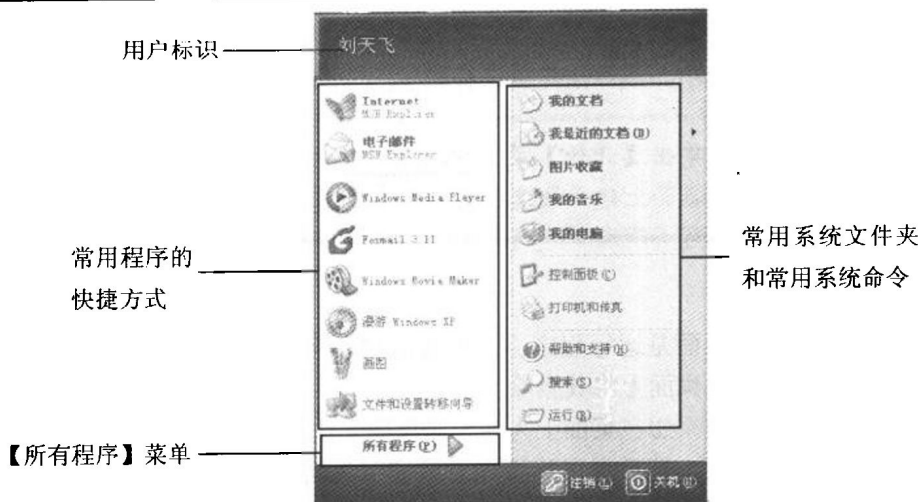 用户标识
刘天飞
Internet
Explorer
电子邮件
MSN Explorer
Windows Media Player
Foxmail 3.11
Windows Movie Maker
漫游 Windows XP
画图
文件和设置转移向导
所有程序(P)
我的文档
我最近的文档(D)
图片收藏
我的音乐
我的电脑
控制面板(C)
打印机和传真
帮助和支持(H)
搜索(S)
运行(R)
注销(L)
关机(U)
常用程序的
快捷方式
常用系统文件夹
和常用系统命令
【所有程序】菜单